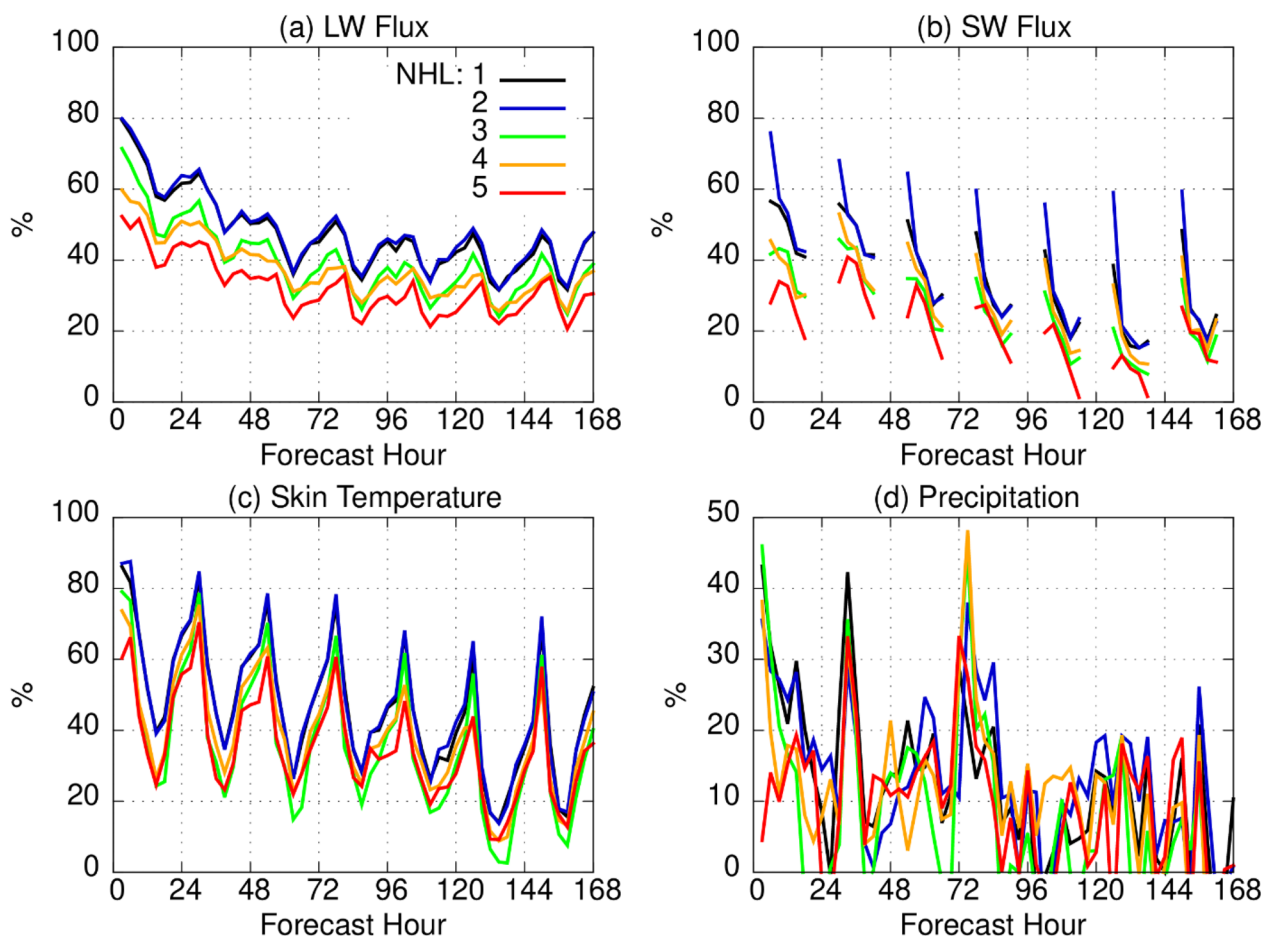 (a) LW Flux
100
80
60
40
20
0
%
NHL: 1
2
3
4
5
0 24 48 72 96 120 144 168
Forecast Hour
(b) SW Flux
100
80
60
40
20
0
%
0 24 48 72 96 120 144 168
Forecast Hour
(c) Skin Temperature
100
80
60
40
20
0
%
0 24 48 72 96 120 144 168
Forecast Hour
(d) Precipitation
50
40
30
20
10
0
%
0 24 48 72 96 120 144 168
Forecast Hour